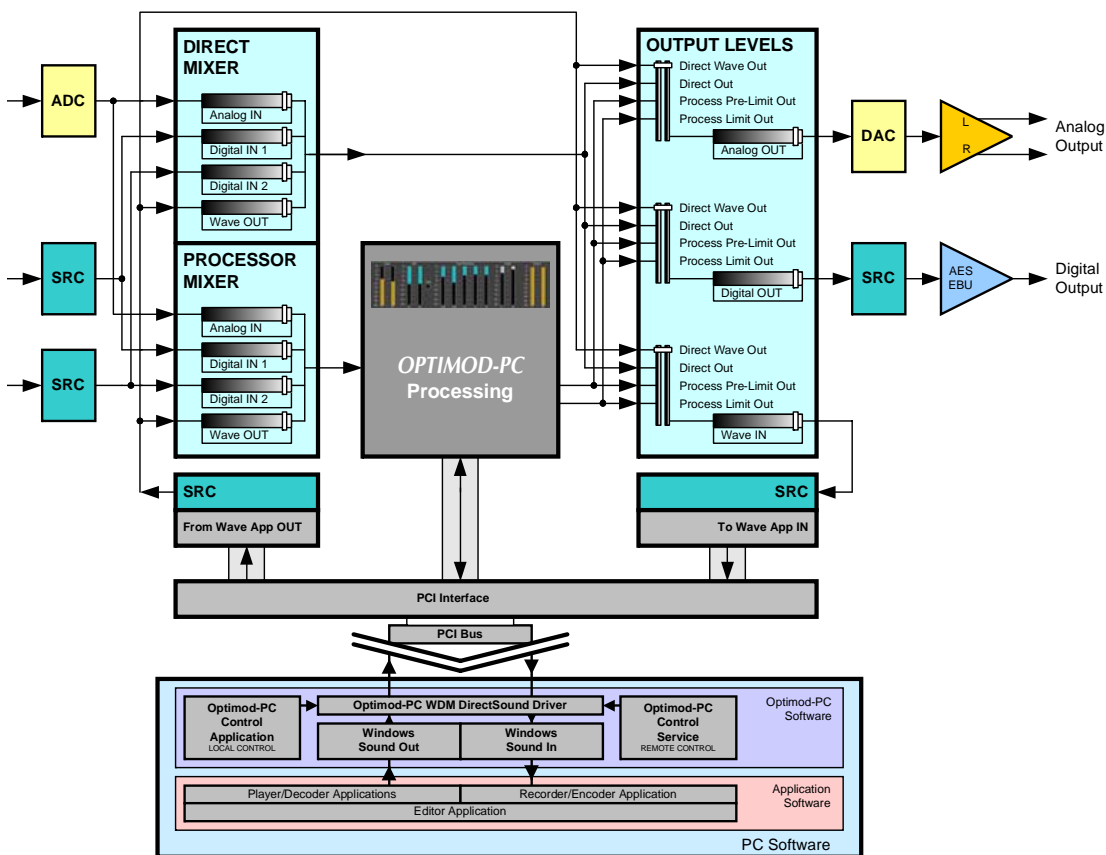 DIRECT
MIXER
Analog IN
Digital IN 1
Digital IN 2
Wave OUT
PROCESSOR
MIXER
Analog IN
Digital IN 1
Digital IN 2
Wave OUT
ADC
SRC
SRC
OPTIMOD-PC
Processing
OUTPUT LEVELS
Direct Wave Out
Direct Out
Process Pre-Limit Out
Process Limit Out
Analog OUT
Direct Wave Out
Direct Out
Process Pre-Limit Out
Process Limit Out
Digital OUT
Direct Wave Out
Direct Out
Process Pre-Limit Out
Process Limit Out
Wave IN
DAC
L
R
Analog
Output
SRC
AES
EBU
Digital
Output
SRC
From Wave App OUT
SRC
To Wave App IN
PCI Interface
PCI Bus
Optimod-PC
Control
Application
LOCAL CONTROL
Optimod-PC WDM DirectSound Driver
Windows
Sound Out
Windows
Sound In
Optimod-PC
Control
Service
REMOTE CONTROL
Optimod-PC
Software
Player/Decoder Applications
Recorder/Encoder Application
Editor Application
Application
Software
PC Software